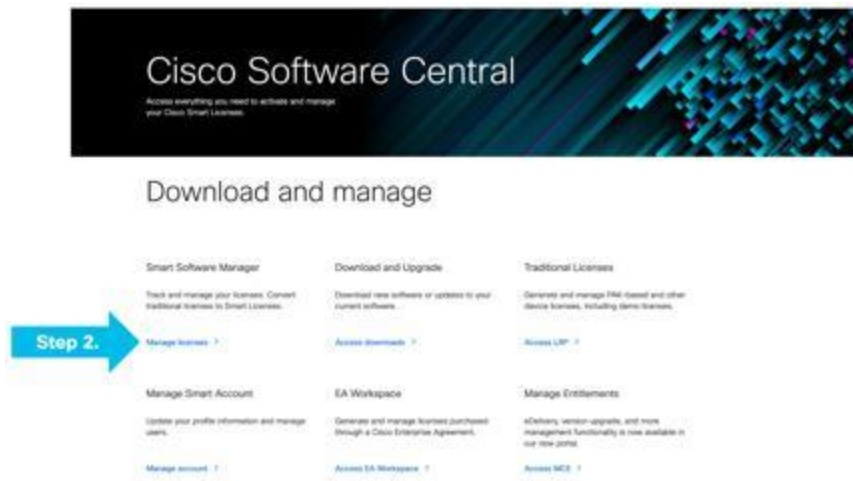 Cisco Software Central
Access everything you need to activate and manage
your Cisco Smart Licenses.
Download and manage
Smart Software Manager
Track and manage your licenses. Convert
traditional licenses to Smart Licenses.
Step 2.
Manage licenses
Download and Upgrade
Download new software or updates to your
current software.
Access downloads
Traditional Licenses
Generate and manage PAK-based and other
device licenses, including demo licenses.
Access LRP
Manage Smart Account
Update your profile information and manage
users.
Manage account
EA Workspace
Generate and manage licenses purchased
through a Cisco Enterprise Agreement.
Access EA Workspace
Manage Entitlements
eDelivery, version upgrade, and more
management functionality is now available in
our new portal.
Access MCE